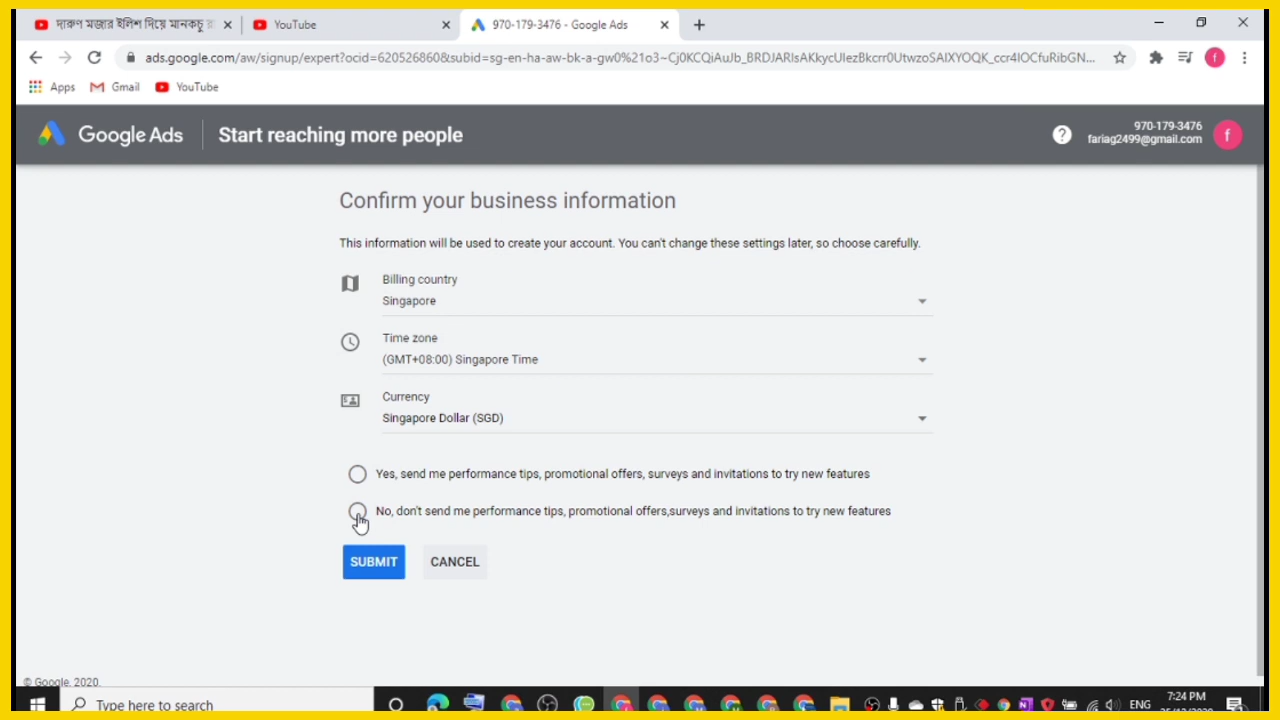 দারুণ মজার ইলিশ দিয়ে মানকচু র
YouTube
970-179-3476 - Google Ads
ads.google.com/aw/signup/expert?ocid=620526860&subid=sg-en-ha-aw-bk-a-gw0%21o3~
Apps
Gmail
YouTube
Google Ads
Start reaching more people
970-179-3476
fariag2499@gmail.com
f
Confirm your business information
This information will be used to create your account. You can't change these settings later, so choose carefully.
Billing country
Singapore
Time zone
(GMT+08:00) Singapore Time
Currency
Singapore Dollar (SGD)
Yes, send me performance tips, promotional offers, surveys and invitations to try new features
No, don't send me performance tips, promotional offers,surveys and invitations to try new features
SUBMIT CANCEL
© Google, 2020.
Type here to search
ENG
7:24 PM